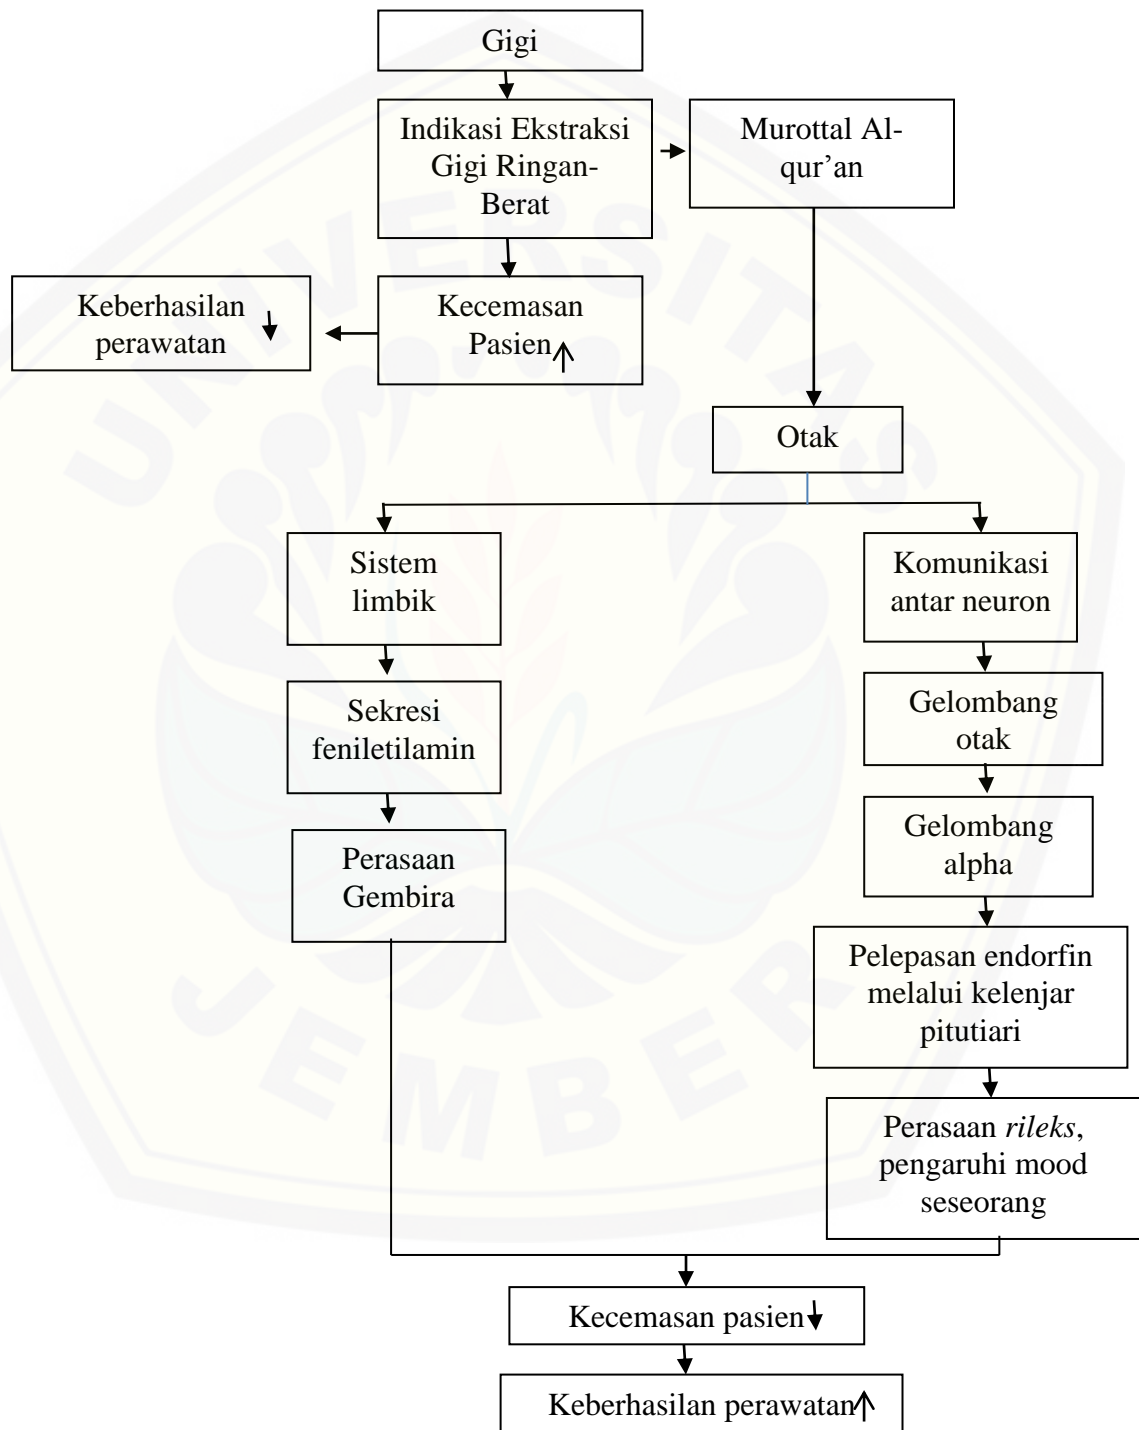 Gigi
Indikasi Ekstraksi
Gigi Ringan-
Berat
Murottal Al-
qur’an
Keberhasilan
perawatan
Kecemasan
Pasien
Otak
Sistem
limbik
Komunikasi
antar neuron
Sekresi
feniletilamin
Gelombang
otak
Perasaan
Gembira
Gelombang
alpha
Pelepasan endorfin
melalui kelenjar
pitutiari
Perasaan rileks,
pengaruhi mood
seseorang
Kecemasan pasien
Keberhasilan perawatan
UNIVERSITAS
JEMBER